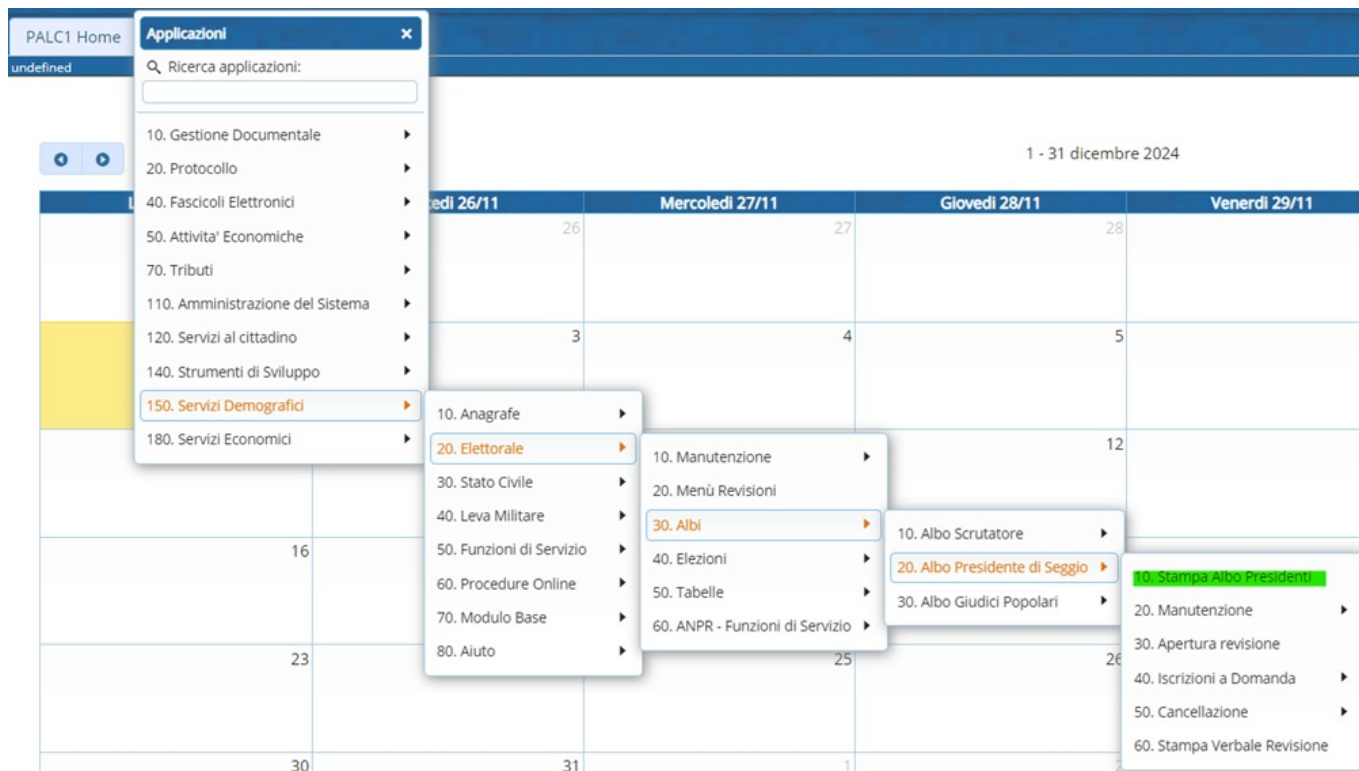 PALC1 Home
undefined
Applicazioni
Ricerca applicazioni:
10. Gestione Documentale
20. Protocollo
40. Fascicoli Elettronici
50. Attivita' Economiche
70. Tributi
110. Amministrazione del Sistema
120. Servizi al cittadino
140. Strumenti di Sviluppo
150. Servizi Demografici
180. Servizi Economici
10. Anagrafe
20. Elettorale
30. Stato Civile
40. Leva Militare
50. Funzioni di Servizio
60. Procedure Online
70. Modulo Base
80. Aiuto
10. Manutenzione
20. Menù Revisioni
30. Albi
40. Elezioni
50. Tabelle
60. ANPR - Funzioni di Servizio
10. Albo Scrutatore
20. Albo Presidente di Seggio
30. Albo Giudici Popolari
10. Stampa Albo Presidenti
20. Manutenzione
30. Apertura revisione
40. Iscrizioni a Domanda
50. Cancellazione
60. Stampa Verbale Revisione
1 - 31 dicembre 2024
26/11 Mercoledì 27/11 Giovedì 28/11 Venerdì 29/11
26 27 28
3 4 5
12
16
23 25 26
30 31 1